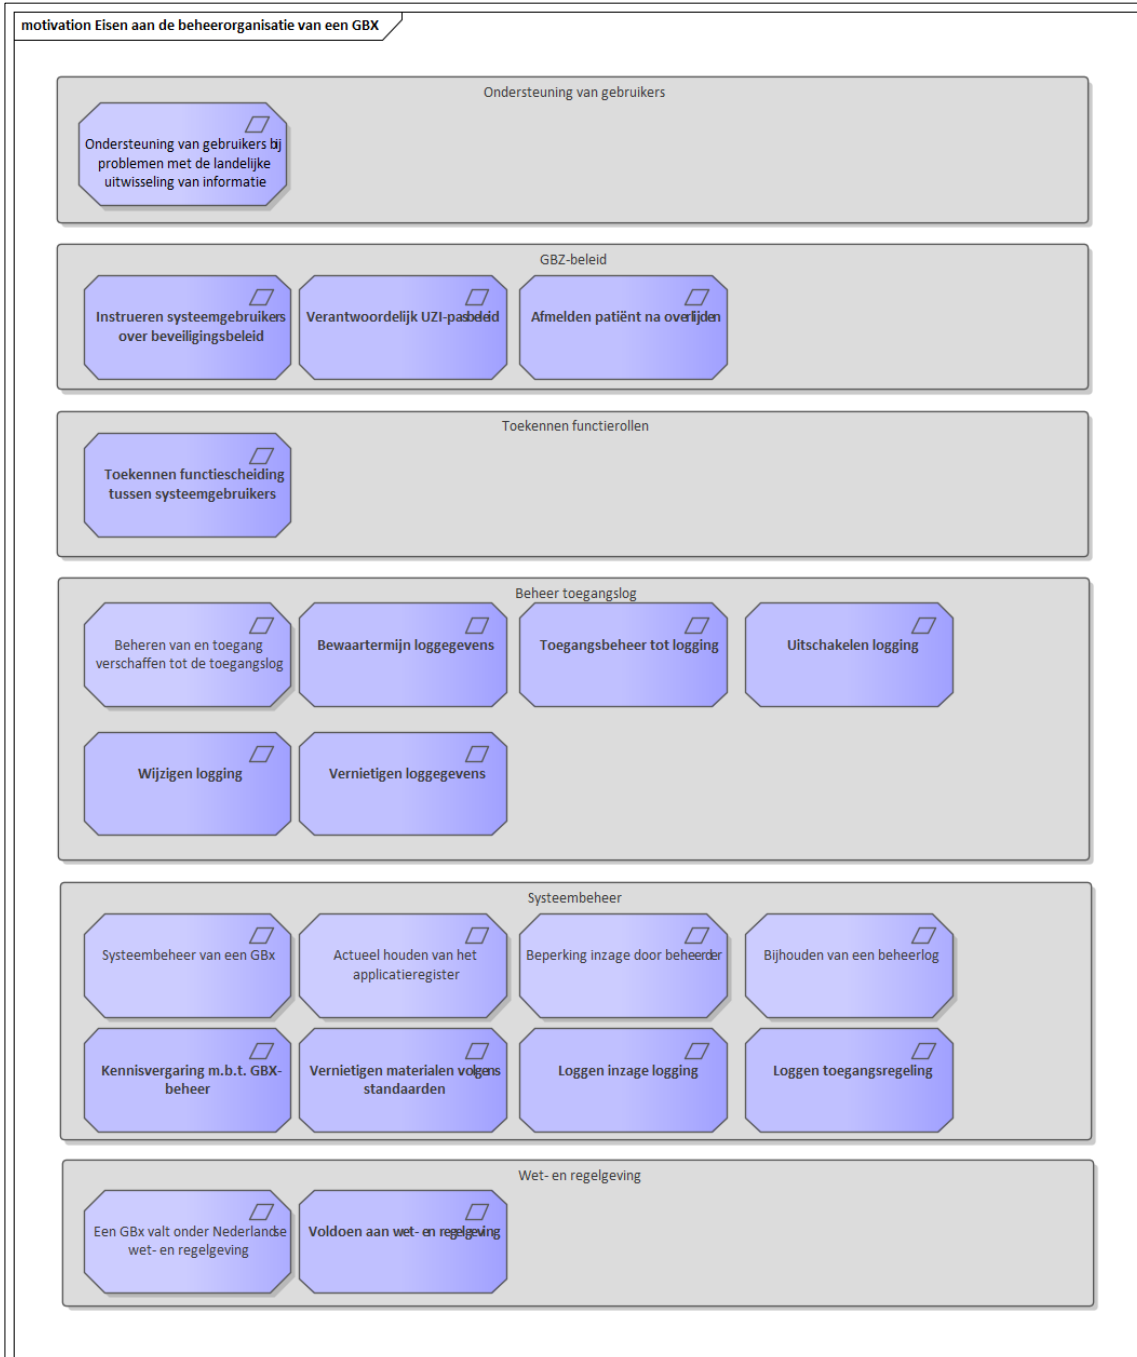 motivation Eisen aan de beheerorganisatie van een GBX
Ondersteuning van gebruikers
Ondersteuning van gebruikers bij
problemen met de landelijke
uitwisseling van informatie
GBZ-beleid
Instrueren systeemgebruikers
over beveiligingsbeleid
Verantwoordelijk UZI-pasbeleid
Afmelden patiënt na overlijden
Toekennen functierollen
Toekennen functiescheiding
tussen systeemgebruikers
Beheer toegangslog
Beheren van en toegang
verschaffen tot de toegangslog
Bewaartermijn loggegevens
Toegangsbeheer tot logging
Uitschakelen logging
Wijzigen logging
Vernietigen loggegevens
Systeembeheer
Systeembeheer van een GBx
Actueel houden van het
applicatieregister
Beperking inzage door beheerder
Bijhouden van een beheerlog
Kennisvergaring m.b.t. GBX-
beheer
Vernietigen materialen volgens
standaarden
Loggen inzage logging
Loggen toegangsregeling
Wet- en regelgeving
Een GBx valt onder Nederlandse
wet- en regelgeving
Voldoen aan wet- en regelgeving